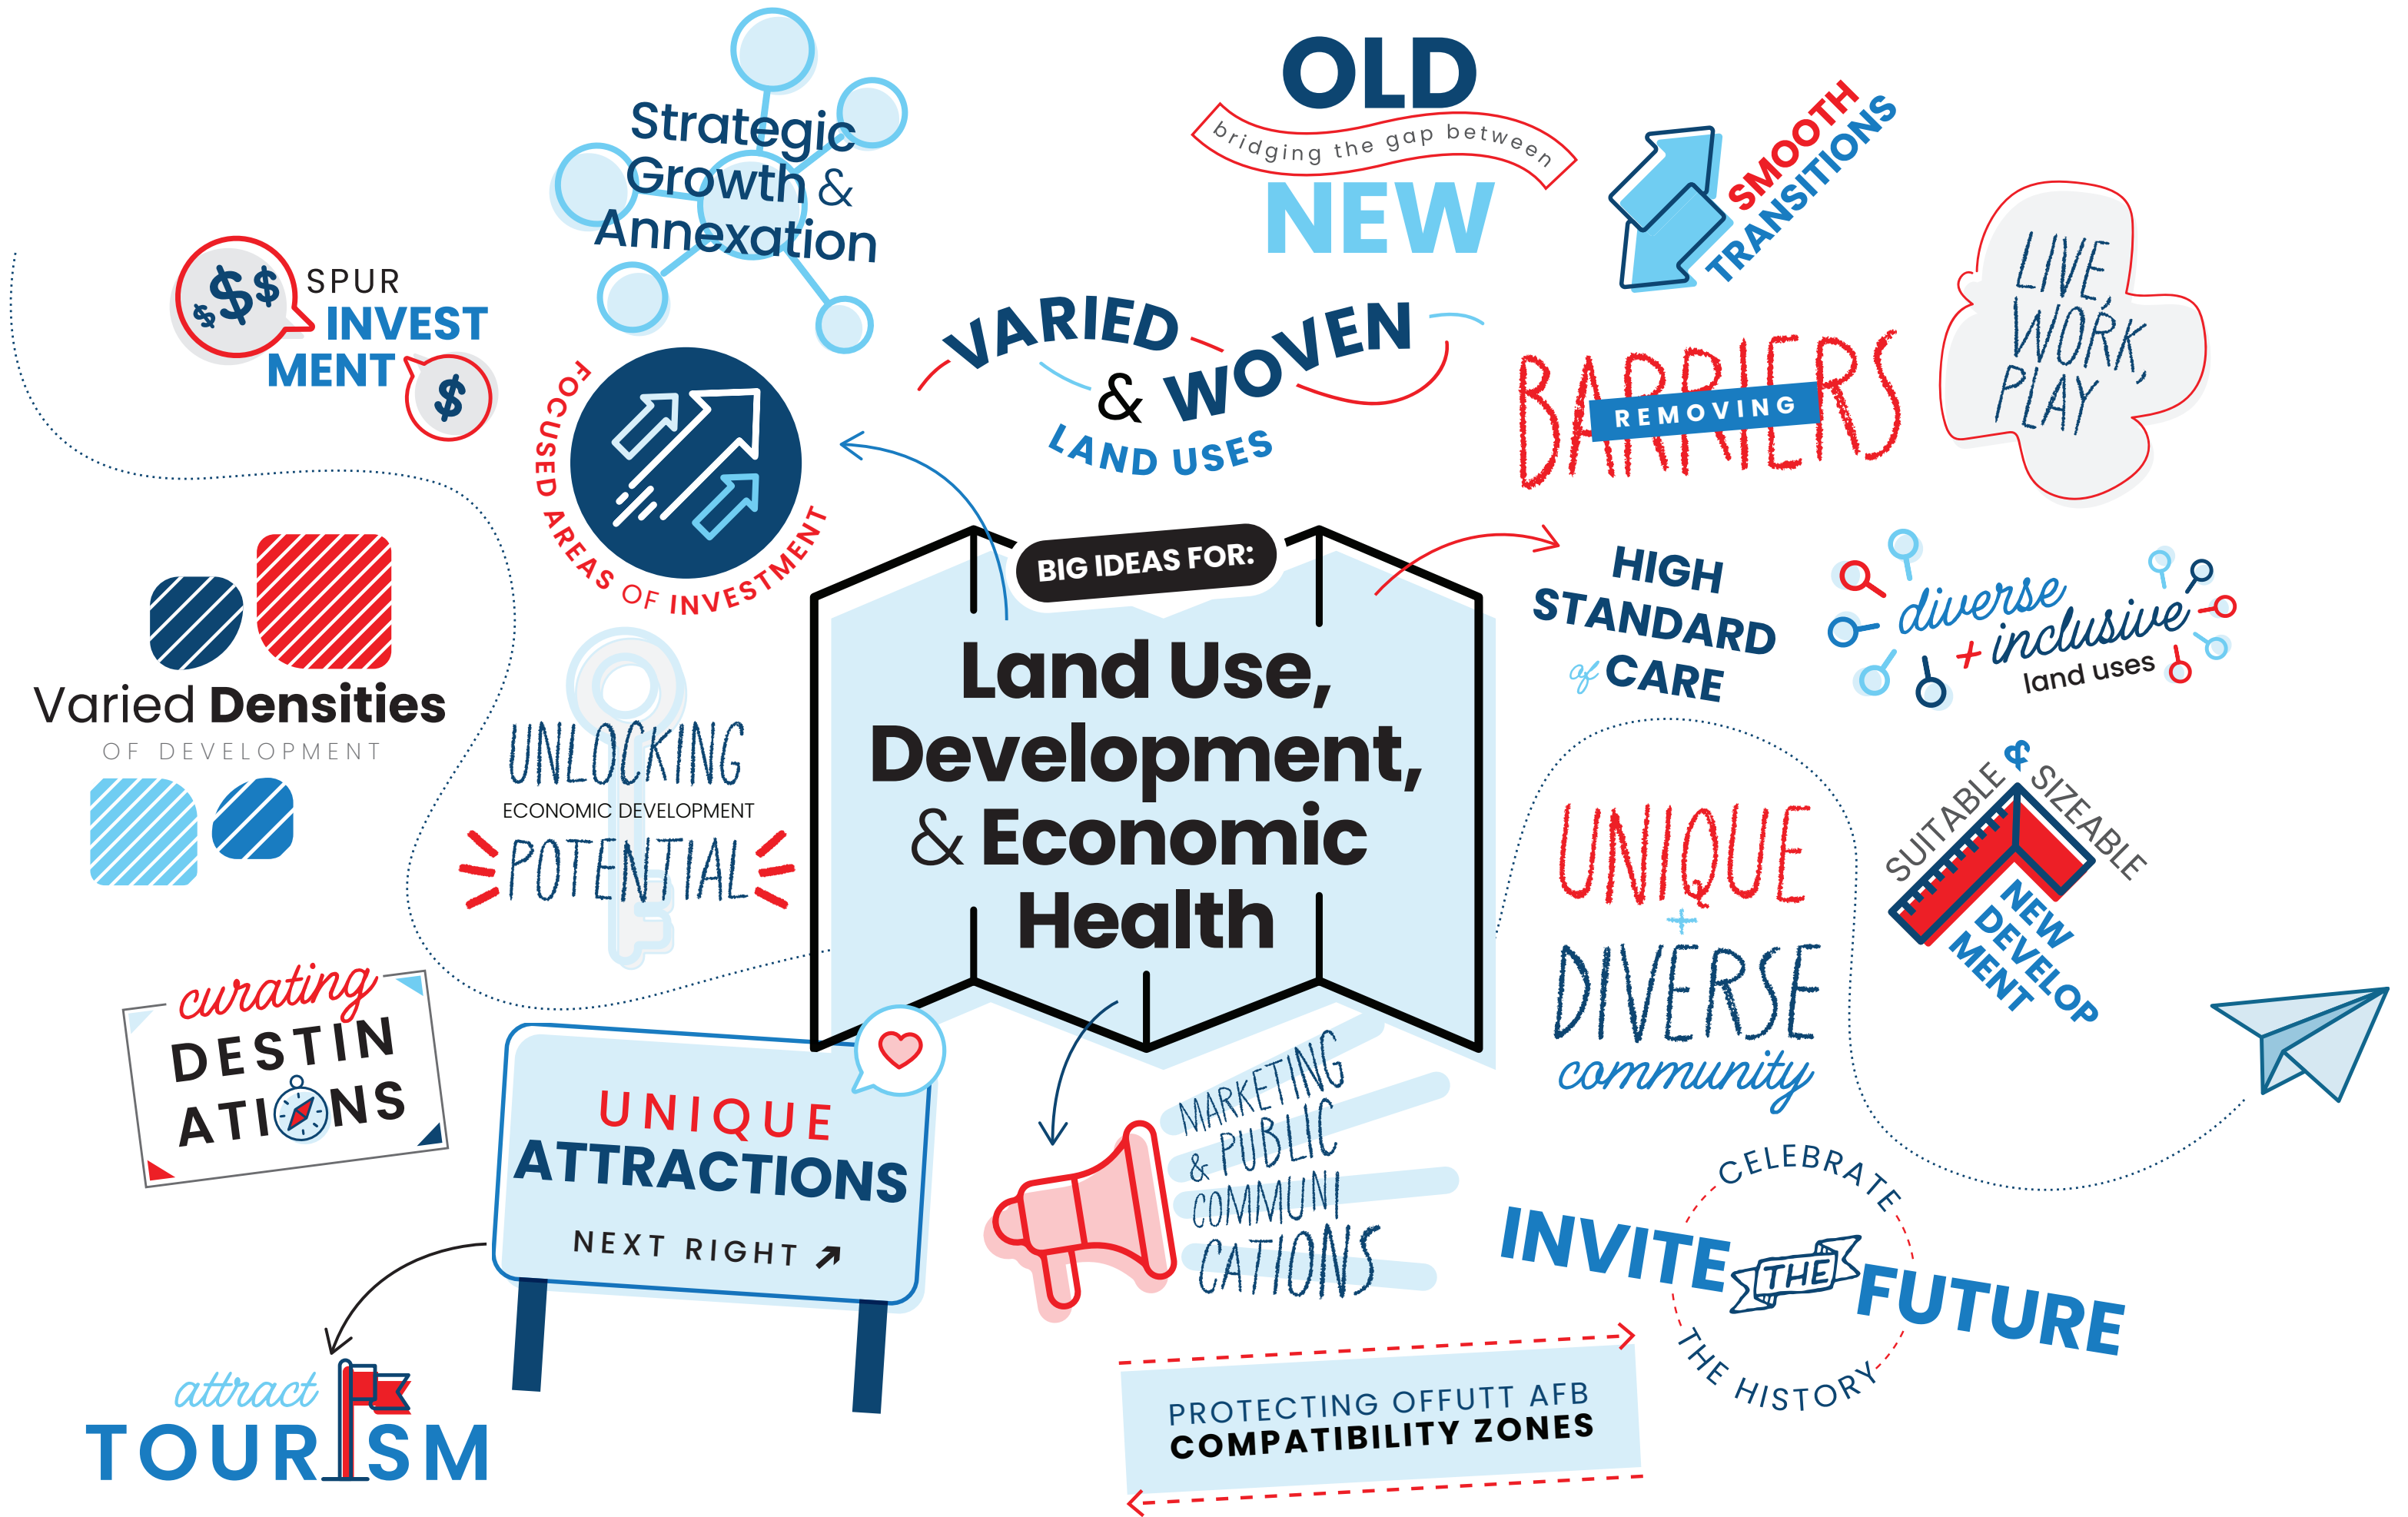 BIG IDEAS FOR:
Land Use,
Development,
& Economic
Health
Strategic
Growth &
Annexation
OLD
bridging the gap between
NEW
SMOOTH
TRANSITIONS
LIVE,
WORK,
PLAY
SPUR
INVEST
MENT
$$$
$
FOCUSED AREAS OF INVESTMENT
VARIED
& WOVEN
LAND USES
BARRIERS
REMOVING
HIGH
STANDARD
of CARE
diverse
+ inclusive
land uses
Varied Densities
OF DEVELOPMENT
UNLOCKING
ECONOMIC DEVELOPMENT
POTENTIAL
UNIQUE
+
DIVERSE
community
SUITABLE & SIZEABLE
NEW
DEVELOP
MENT
curating
DESTIN
ATIONS
UNIQUE
ATTRACTIONS
NEXT RIGHT
MARKETING
& PUBLIC
COMMUNI
CATIONS
CELEBRATE
INVITE THE FUTURE
THE HISTORY
attract
TOURISM
PROTECTING OFFUTT AFB
COMPATIBILITY ZONES